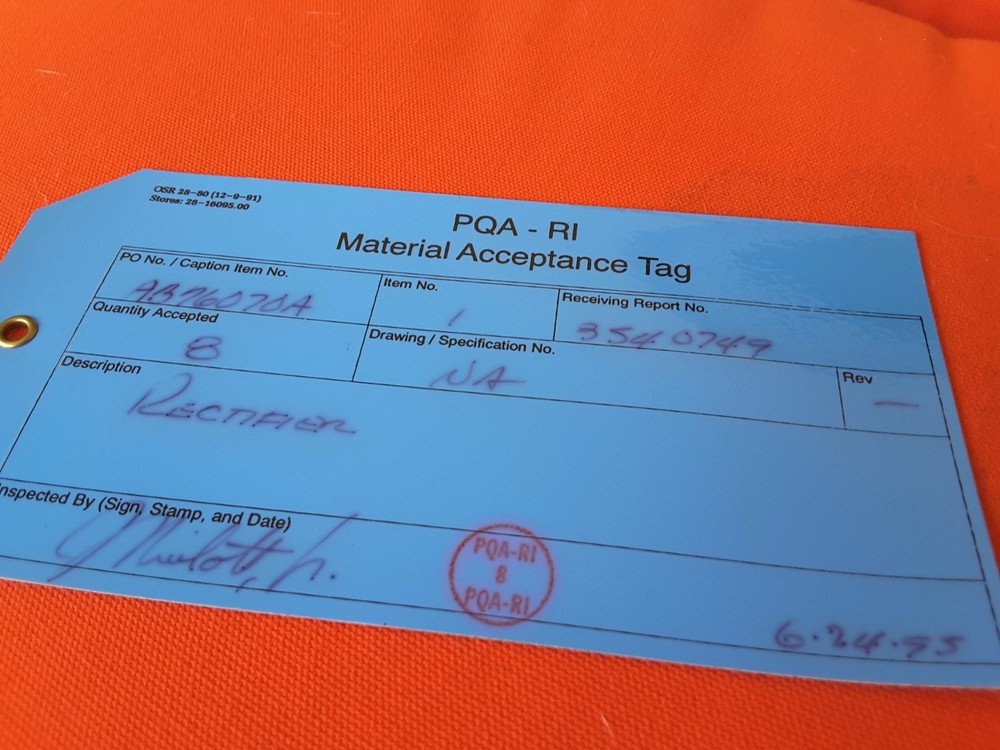 OSR 28-80 (12-9-91)
Stores: 28-16095.00
PQA - RI
Material Acceptance Tag
PO No. / Caption Item No.
AB76070A
Item No.
1
Receiving Report No.
3540749
Quantity Accepted
8
Drawing / Specification No.
NA
Rev
—
Description
RECTIFIER
Inspected By (Sign, Stamp, and Date)
PQA-RI
8
PQA-RI
6.24.95